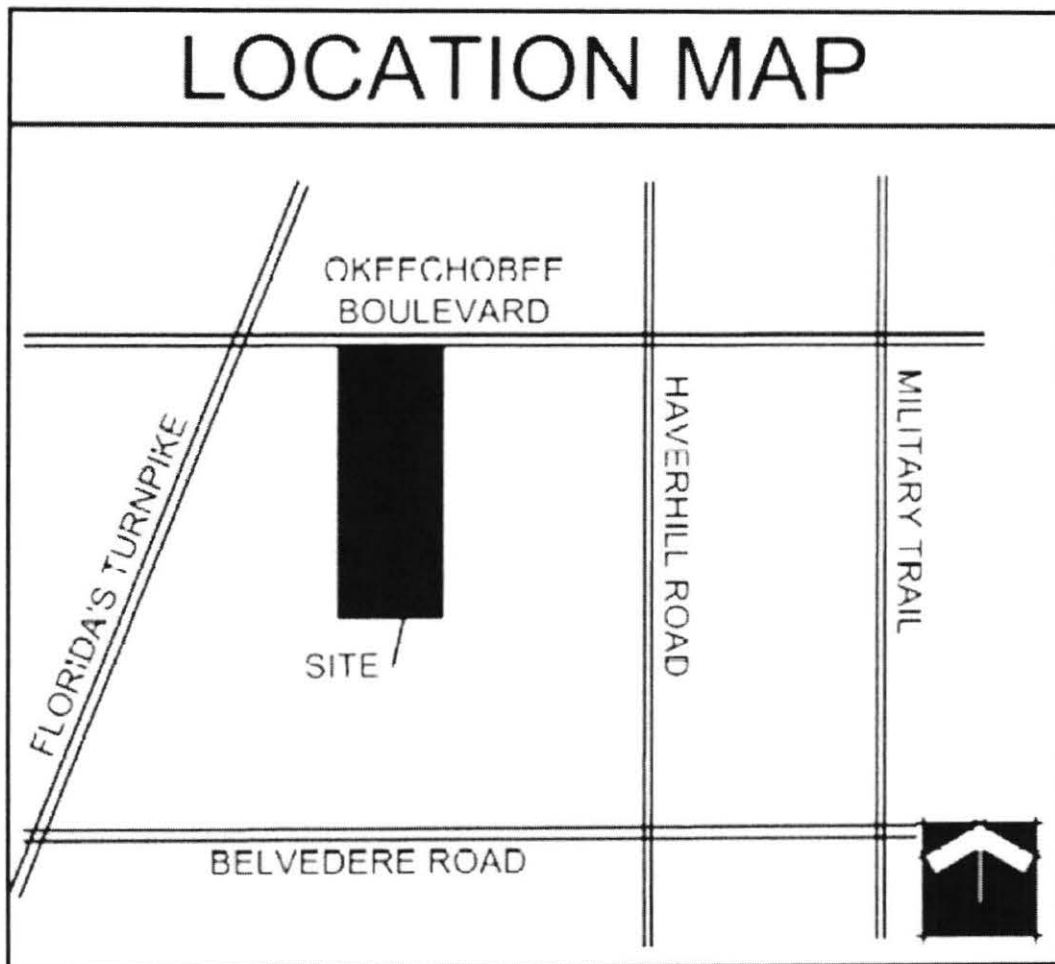 LOCATION MAP
OKEECHOBEE
BOULEVARD
FLORIDA'S TURNPIKE
HAVERHILL ROAD
MILITARY TRAIL
SITE
BELVEDERE ROAD